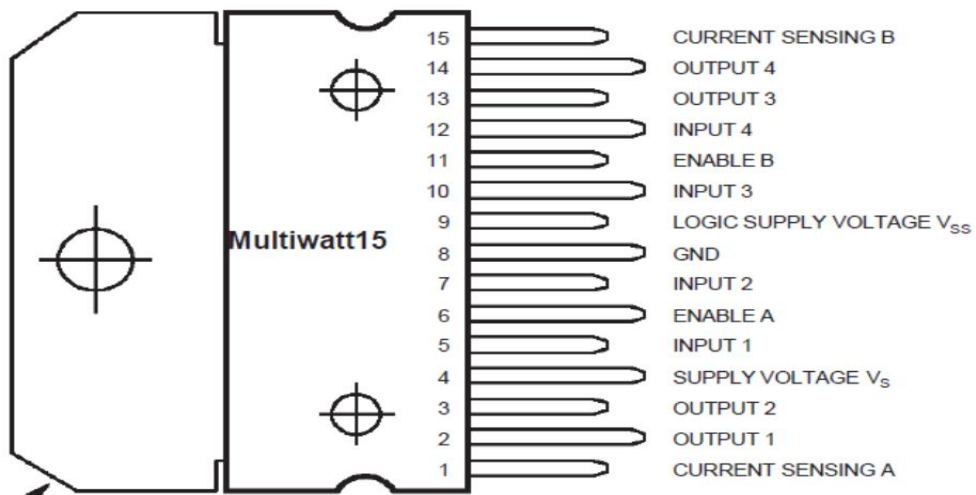 15 CURRENT SENSING B
14 OUTPUT 4
13 OUTPUT 3
12 INPUT 4
11 ENABLE B
10 INPUT 3
9 LOGIC SUPPLY VOLTAGE VSS
Multiwatt15
8 GND
7 INPUT 2
6 ENABLE A
5 INPUT 1
4 SUPPLY VOLTAGE VS
3 OUTPUT 2
2 OUTPUT 1
1 CURRENT SENSING A